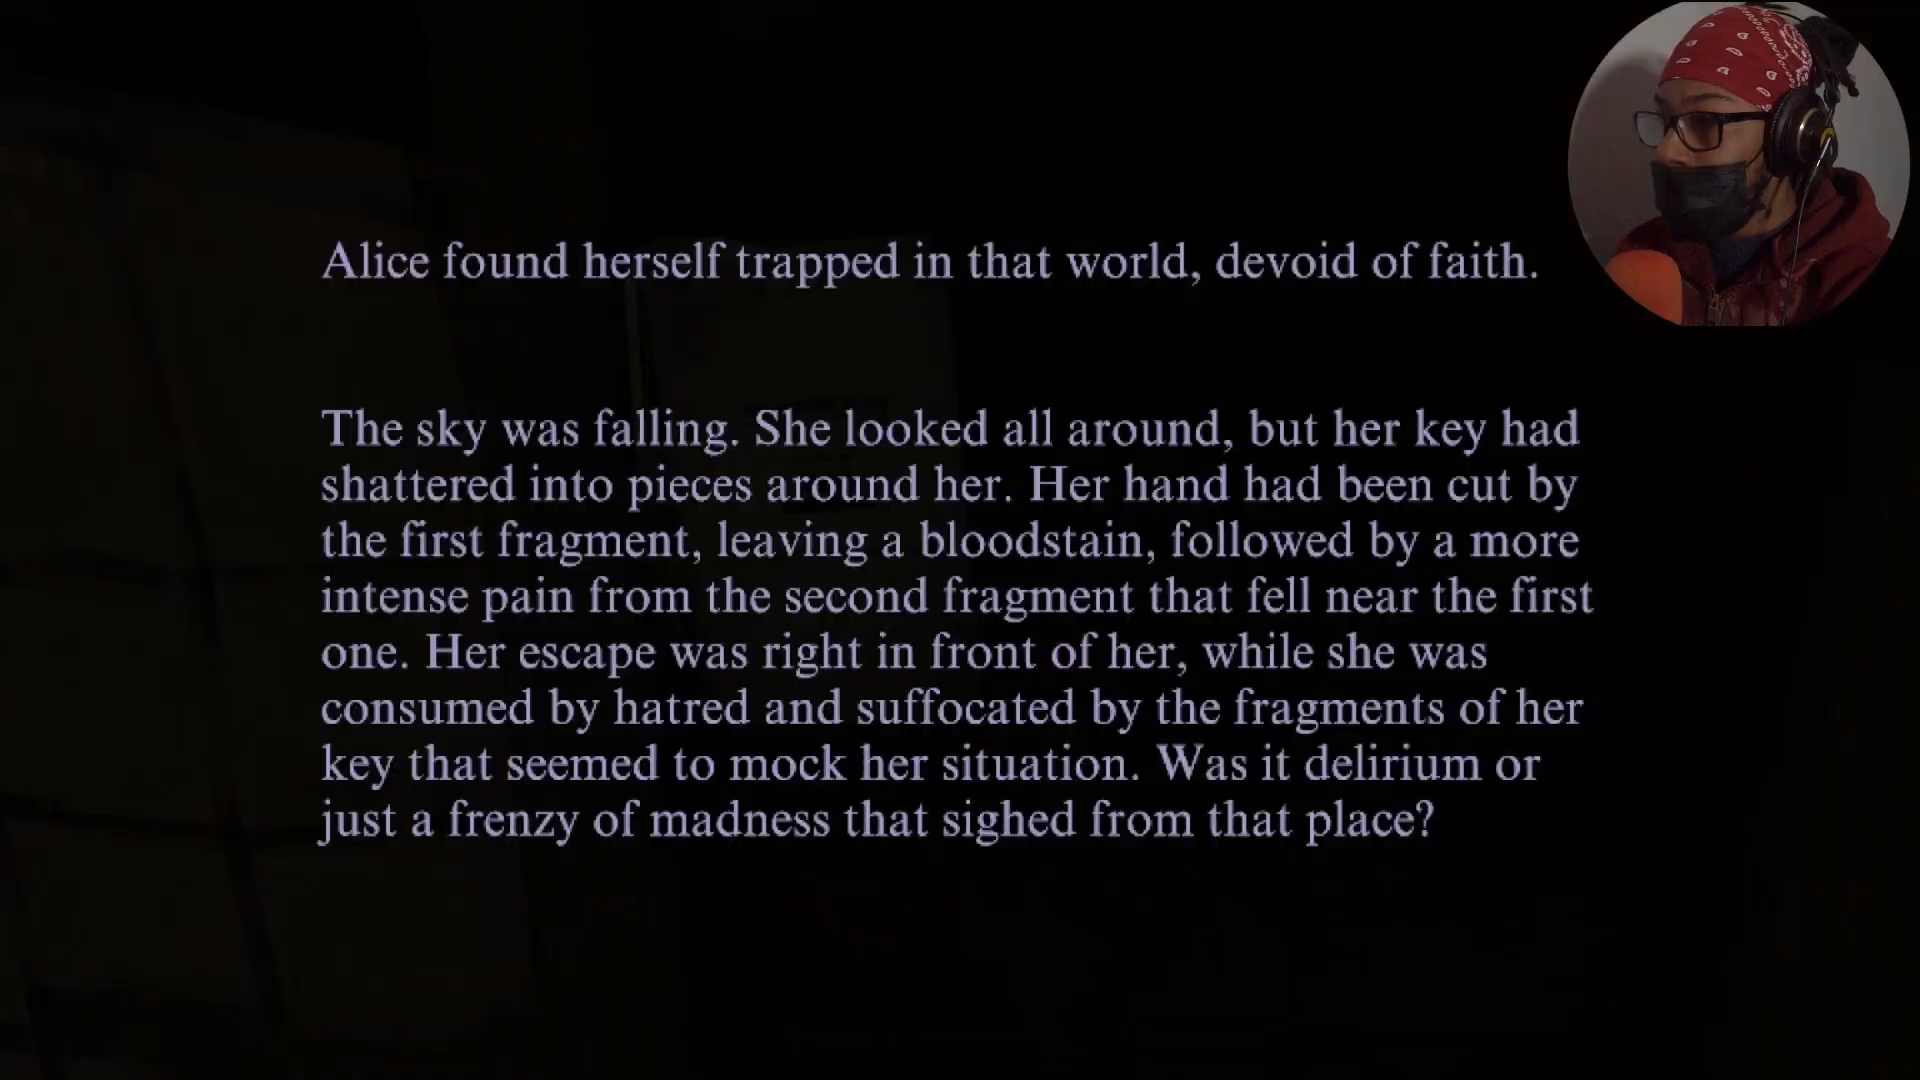 Alice found herself trapped in that world, devoid of faith.
The sky was falling. She looked all around, but her key had
shattered into pieces around her. Her hand had been cut by
the first fragment, leaving a bloodstain, followed by a more
intense pain from the second fragment that fell near the first
one. Her escape was right in front of her, while she was
consumed by hatred and suffocated by the fragments of her
key that seemed to mock her situation. Was it delirium or
just a frenzy of madness that sighed from that place?